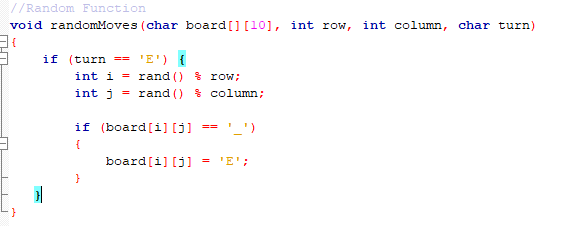 //Random Function
void randomMoves(char board[][10], int row, int column, char turn)
{
    if (turn == 'E') {
        int i = rand() % row;
        int j = rand() % column;
        if (board[i][j] == '_')
        {
            board[i][j] = 'E';
        }
    }
}